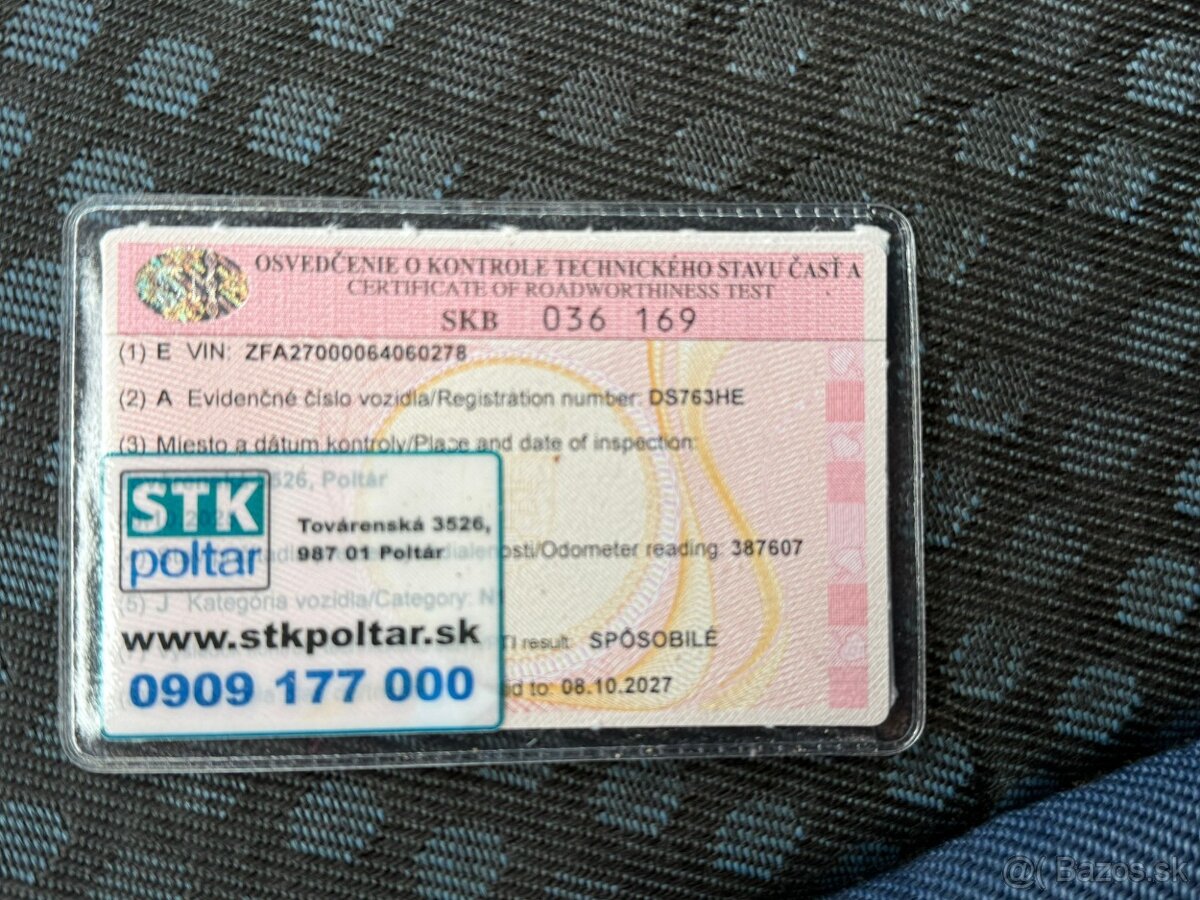 OSVEDČENIE O KONTROLE TECHNICKÉHO STAVU ČASŤ A
CERTIFICATE OF ROADWORTHINESS TEST
SKB 036 169
(1) E VIN: ZFA27000064060278
(2) A Evidenčné číslo vozidla/Registration number: DS763HE
(3) Miesto a dátum kontroly/Place and date of inspection:
526, Poltár
STK
poltar
Továrenská 3526,
987 01 Poltár
/Odometer reading: 387607
(5) J Kategória vozidla/Category: N1
www.stkpoltar.sk
result: SPÔSOBILÉ
0909 177 000
to: 08.10.2027
@( Bazos.sk